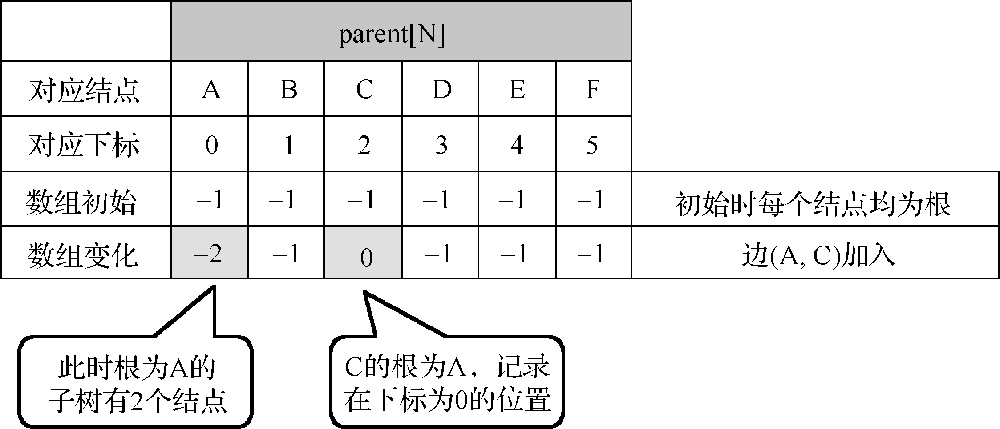 parent[N]
对应结点 A B C D E F
对应下标 0 1 2 3 4 5
数组初始 −1 −1 −1 −1 −1 −1 初始时每个结点均为根
数组变化 −2 −1 0 −1 −1 −1 边(A, C)加入
此时根为A的
子树有2个结点
C的根为A，记录
在下标为0的位置